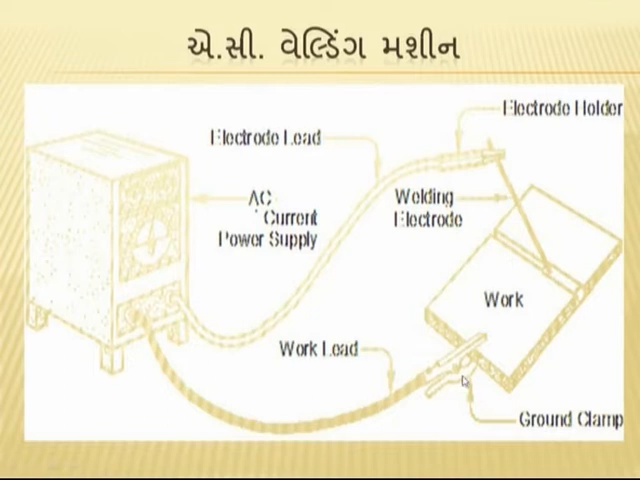 એ.સી. વેલ્ડિંગ મશીન
Electrode Holder
Electrode Lead
AC
Current
Power Supply
Welding
Electrode
Work
Work Lead
Ground Clamp